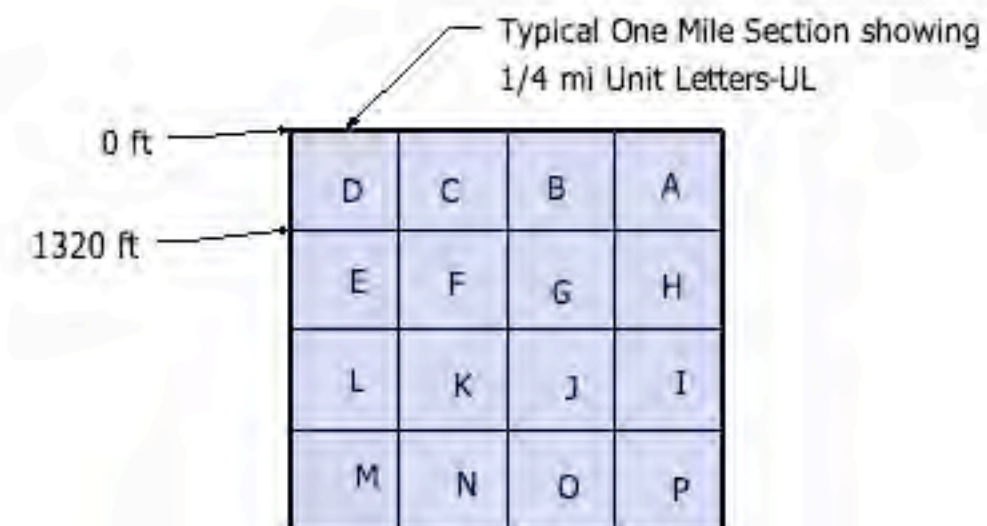 Typical One Mile Section showing
1/4 mi Unit Letters-UL
0 ft
D C B A
1320 ft
E F G H
L K J I
M N O P